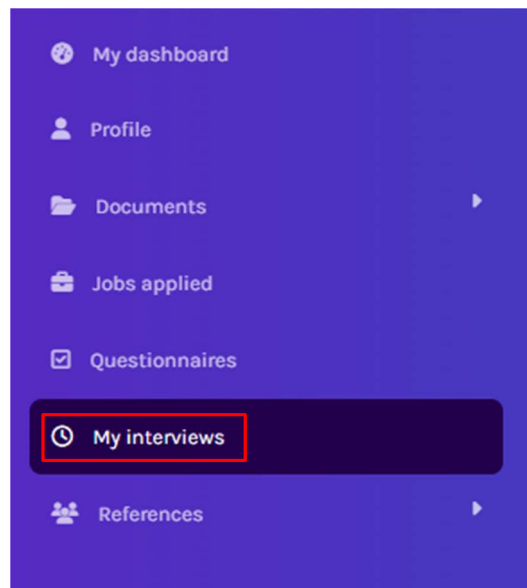 My dashboard
Profile
Documents
Jobs applied
Questionnaires
My interviews
References